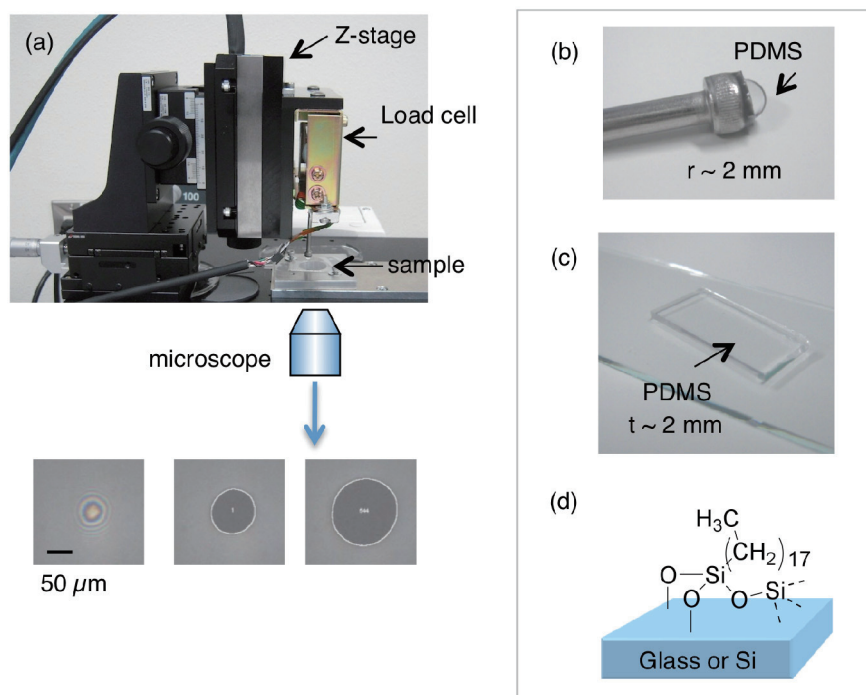 (a)
Z-stage
Load cell
100
sample
microscope
50 μm
(b)
PDMS
r ~ 2 mm
(c)
PDMS
t ~ 2 mm
(d)
H₃C
(CH₂)₁₇
Si
O
O
O
Si
Glass or Si